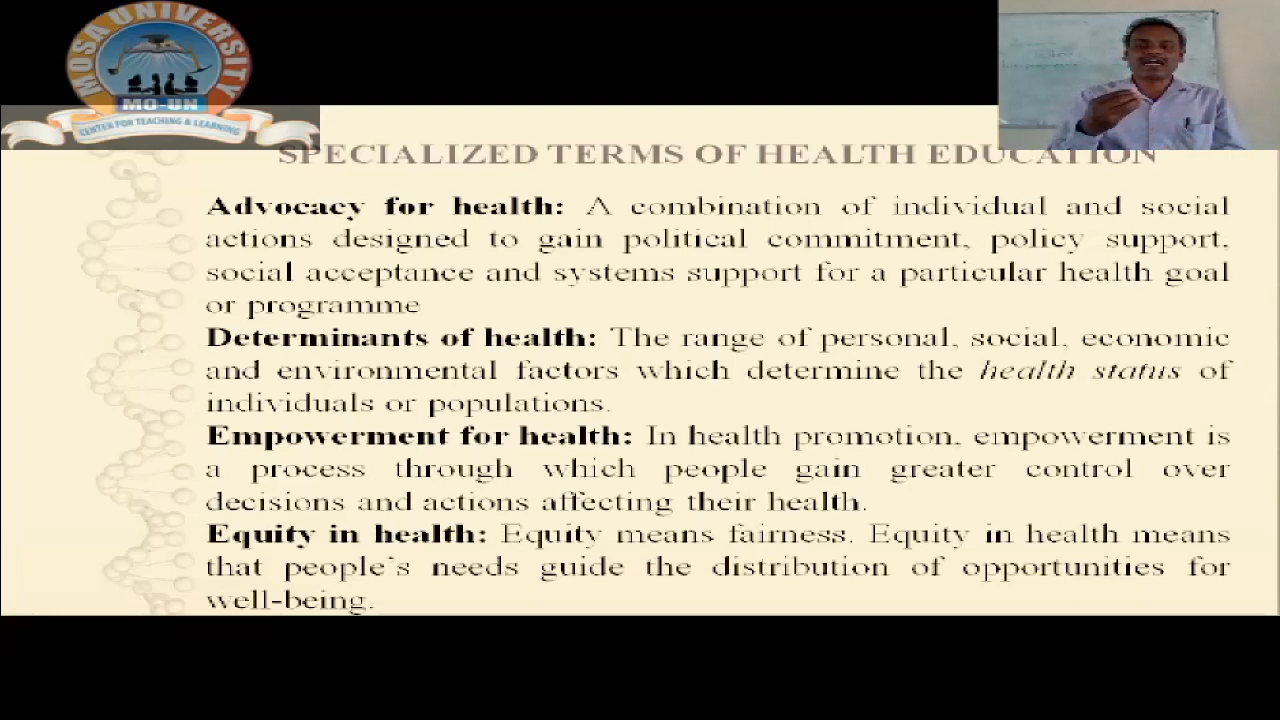 MOSA UNIVERSITY
MO-UN
CENTER FOR TEACHING & LEARNING
SPECIALIZED TERMS OF HEALTH EDUCATION
Advocacy for health: A combination of individual and social
actions designed to gain political commitment, policy support,
social acceptance and systems support for a particular health goal
or programme
Determinants of health: The range of personal, social, economic
and environmental factors which determine the health status of
individuals or populations.
Empowerment for health: In health promotion, empowerment is
a process through which people gain greater control over
decisions and actions affecting their health.
Equity in health: Equity means fairness. Equity in health means
that people's needs guide the distribution of opportunities for
well-being.